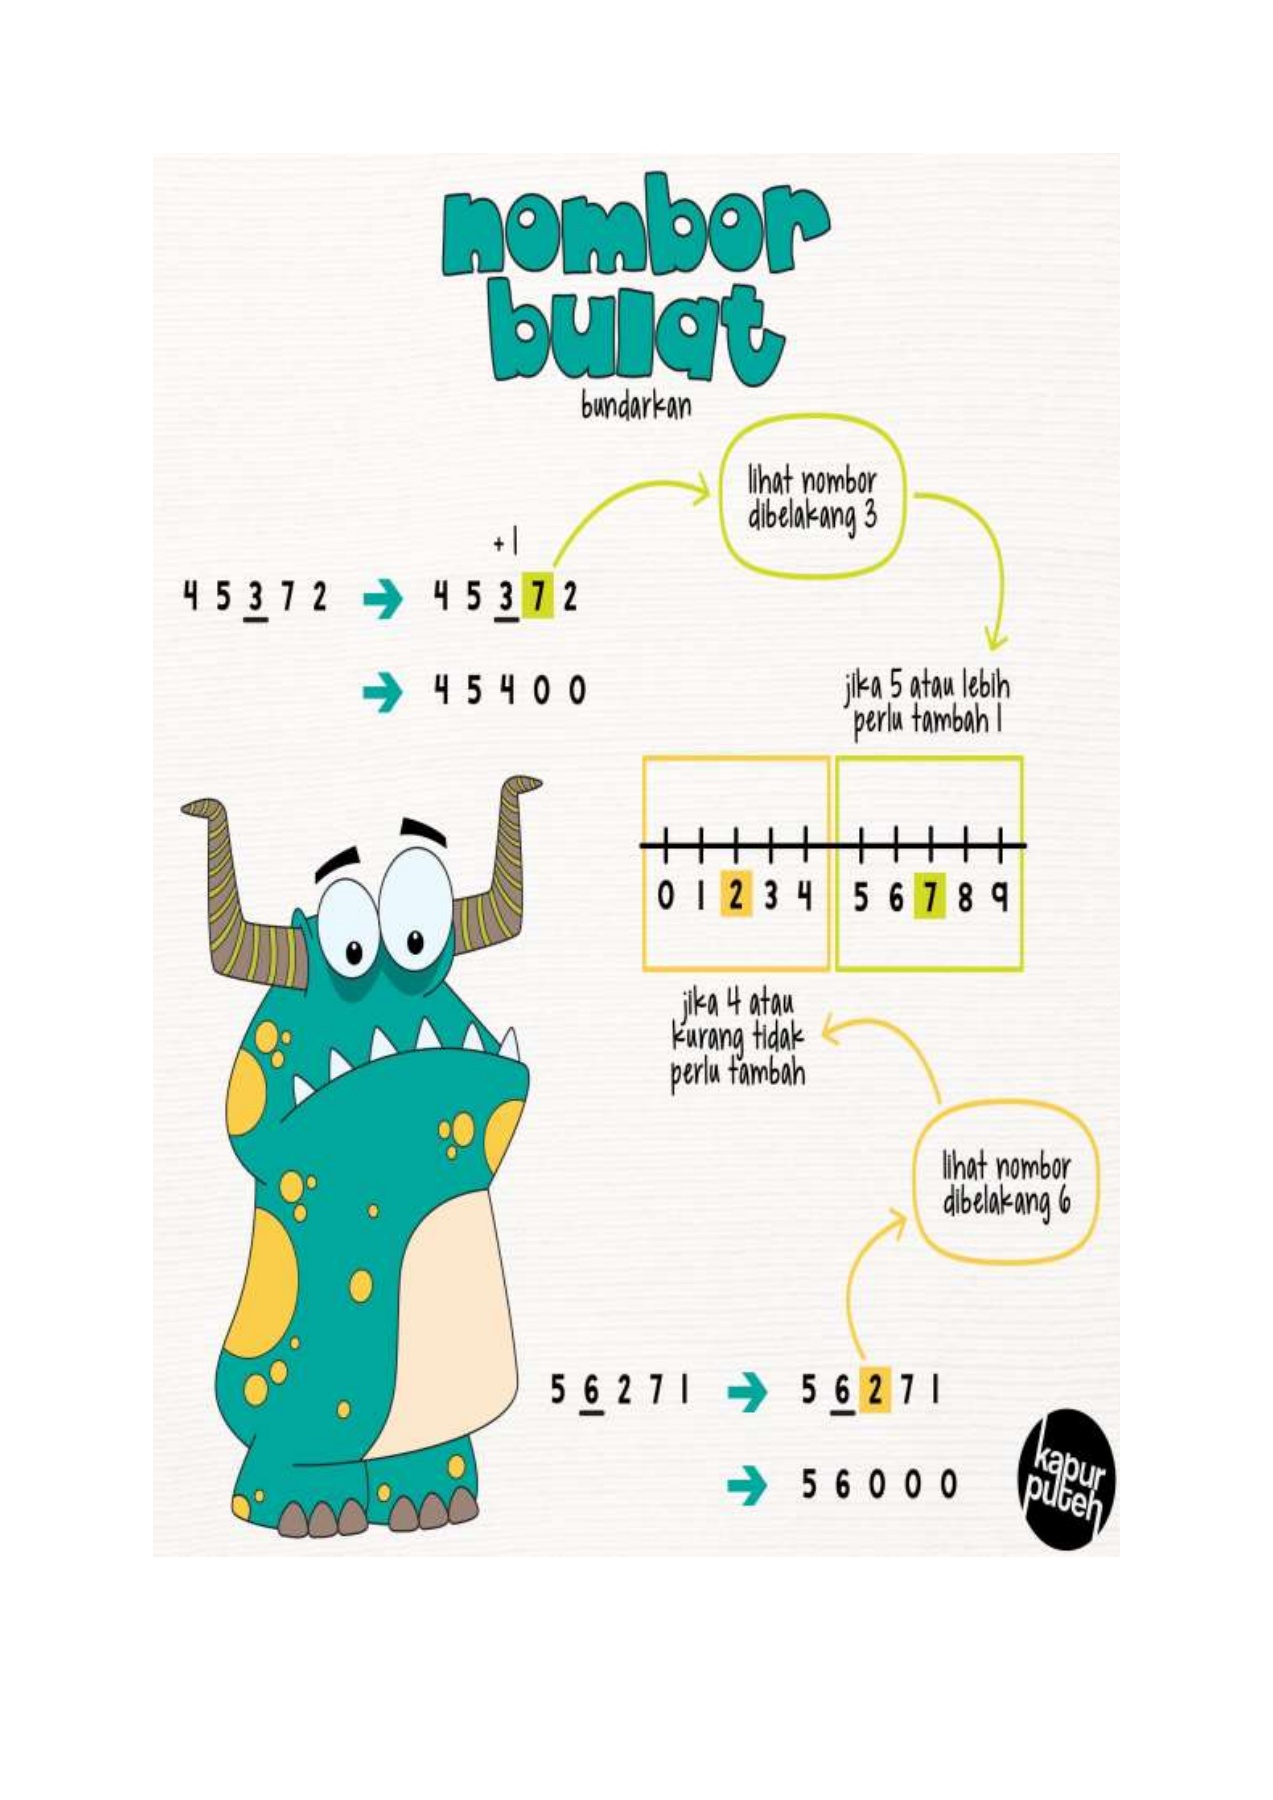 nombor
bulat
bundarkan
lihat nombor
dibelakang 3
+1
4 5 3 7 2 → 4 5 3 7 2
→ 4 5 4 0 0
jika 5 atau lebih
perlu tambah 1
0 1 2 3 4 5 6 7 8 9
jika 4 atau
kurang tidak
perlu tambah
lihat nombor
dibelakang 6
5 6 2 7 1 → 5 6 2 7 1
→ 5 6 0 0 0
kapur
puteh